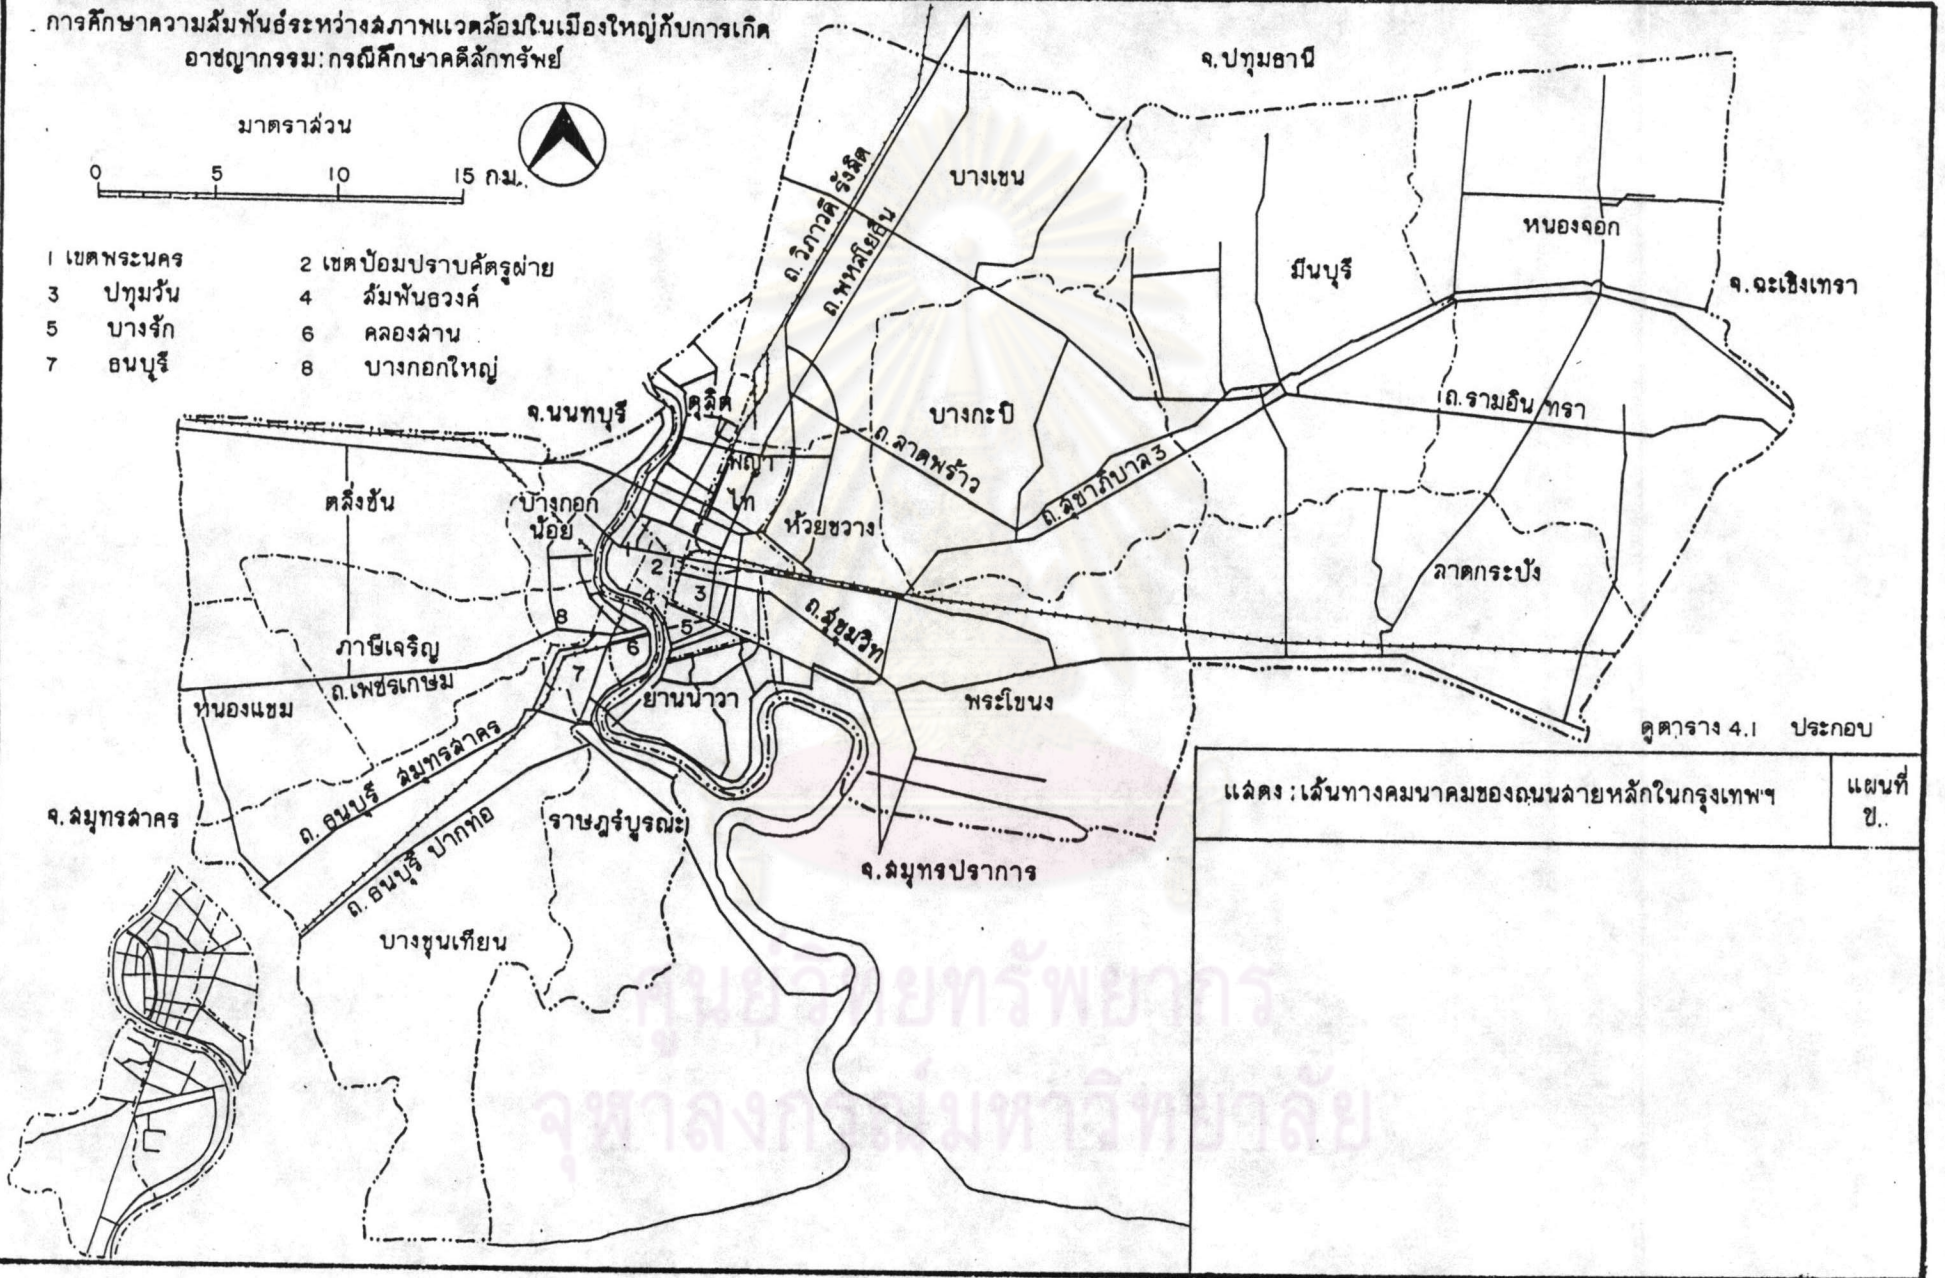 การศึกษาความสัมพันธ์ระหว่างสภาพแวดล้อมในเมืองใหญ่กับการเกิด
อาชญากรรม:กรณีศึกษาคดีลักทรัพย์
มาตราส่วน
0 5 10 15 กม.
1 เขตพระนคร 2 เขตป้อมปราบศัตรูผ่าย
3 ปทุมวัน 4 สัมพันธวงค์
5 บางรัก 6 คลองสาน
7 ธนบุรี 8 บางกอกใหญ่
จ.ปทุมธานี
บางเขน
ถ.วิภาวดี รังสิต
ถ.พหลโยธิน
หนองจอก
มีนบุรี
จ.ฉะเชิงเทรา
จ.นนทบุรี
ดุสิต
บางกะปิ
ถ.รามอินทรา
ถ.ลาดพร้าว
ถ.สุขาภิบาล 3
พญา
ไท
ตลิ่งชัน
บางกอก
น้อย
ห้วยขวาง
ลาดกระบัง
1
2
3
4
5
6
7
8
ถ.สุขุมวิท
ภาษีเจริญ
ถ.เพชรเกษม
หนองแขม
ยานนาวา
พระโขนง
ดูตาราง 4.1 ประกอบ
ถ. ธนบุรี สมุทรสาคร
จ.สมุทรสาคร
ถ. ธนบุรี ปากท่อ
ราษฎร์บูรณะ
จ.สมุทรปราการ
บางขุนเทียน
แสดง : เส้นทางคมนาคมของถนนสายหลักในกรุงเทพฯ
แผนที่
ข.
ศูนย์วิทยทรัพยากร
จุฬาลงกรณ์มหาวิทยาลัย